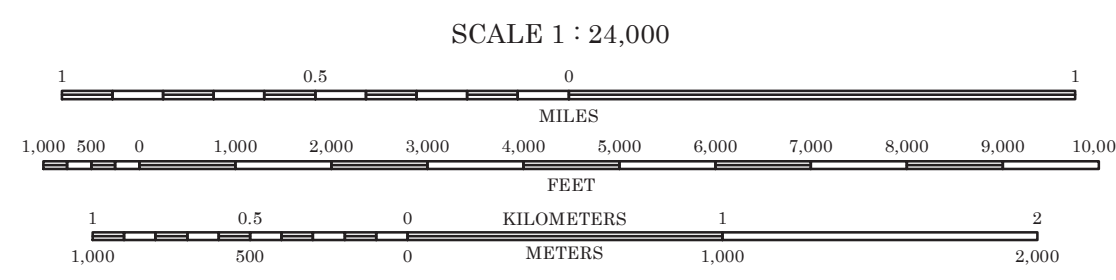 SCALE 1 : 24,000
1 0.5 0 1
MILES
1,000 500 0 1,000 2,000 3,000 4,000 5,000 6,000 7,000 8,000 9,000 10,00
FEET
1 0.5 0 KILOMETERS 1 2
1,000 500 0 METERS 1,000 2,000